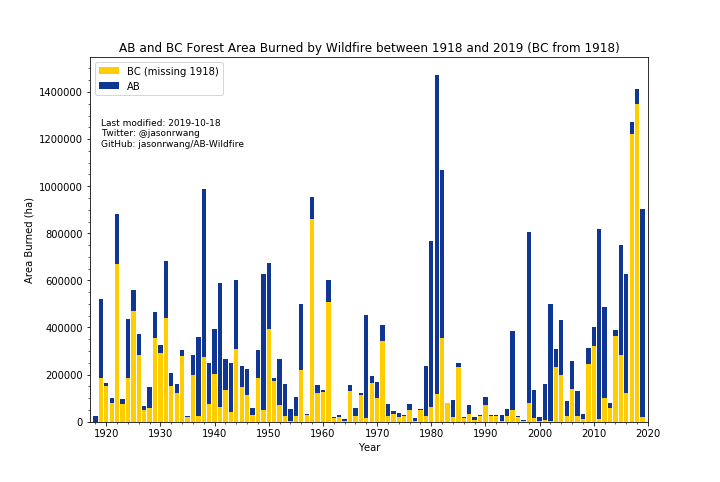 AB and BC Forest Area Burned by Wildfire between 1918 and 2019 (BC from 1918)
BC (missing 1918)
AB
Last modified: 2019-10-18
Twitter: @jasonrwang
GitHub: jasonrwang/AB-Wildfire
Area Burned (ha)
1400000
1200000
1000000
800000
600000
400000
200000
0
1920 1930 1940 1950 1960 1970 1980 1990 2000 2010 2020
Year